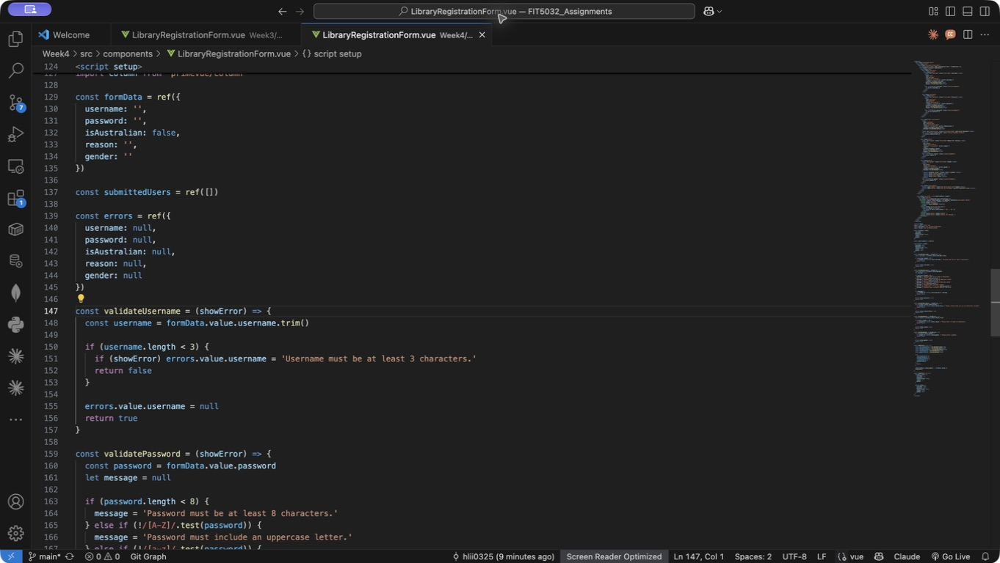 LibraryRegistrationForm.vue — FIT5032_Assignments
Welcome
LibraryRegistrationForm.vue Week3/...
LibraryRegistrationForm.vue Week4/...
Week4 > src > components > LibraryRegistrationForm.vue > {} script setup
124 <script setup>
127 import Column from 'primevue/column'
128
129 const formData = ref({
130 username: '',
131 password: '',
132 isAustralian: false,
133 reason: '',
134 gender: ''
135 })
136
137 const submittedUsers = ref([])
138
139 const errors = ref({
140 username: null,
141 password: null,
142 isAustralian: null,
143 reason: null,
144 gender: null
145 })
146
147 const validateUsername = (showError) => {
148 const username = formData.value.username.trim()
149
150 if (username.length < 3) {
151 if (showError) errors.value.username = 'Username must be at least 3 characters.'
152 return false
153 }
154
155 errors.value.username = null
156 return true
157 }
158
159 const validatePassword = (showError) => {
160 const password = formData.value.password
161 let message = null
162
163 if (password.length < 8) {
164 message = 'Password must be at least 8 characters.'
165 } else if (!/[A-Z]/.test(password)) {
166 message = 'Password must include an uppercase letter.'
167 } else if (!/[a-z]/.test(password)) {
7
1
main* 0 0 Git Graph hlii0325 (9 minutes ago) Screen Reader Optimized Ln 147, Col 1 Spaces: 2 UTF-8 LF {} vue Claude Go Live